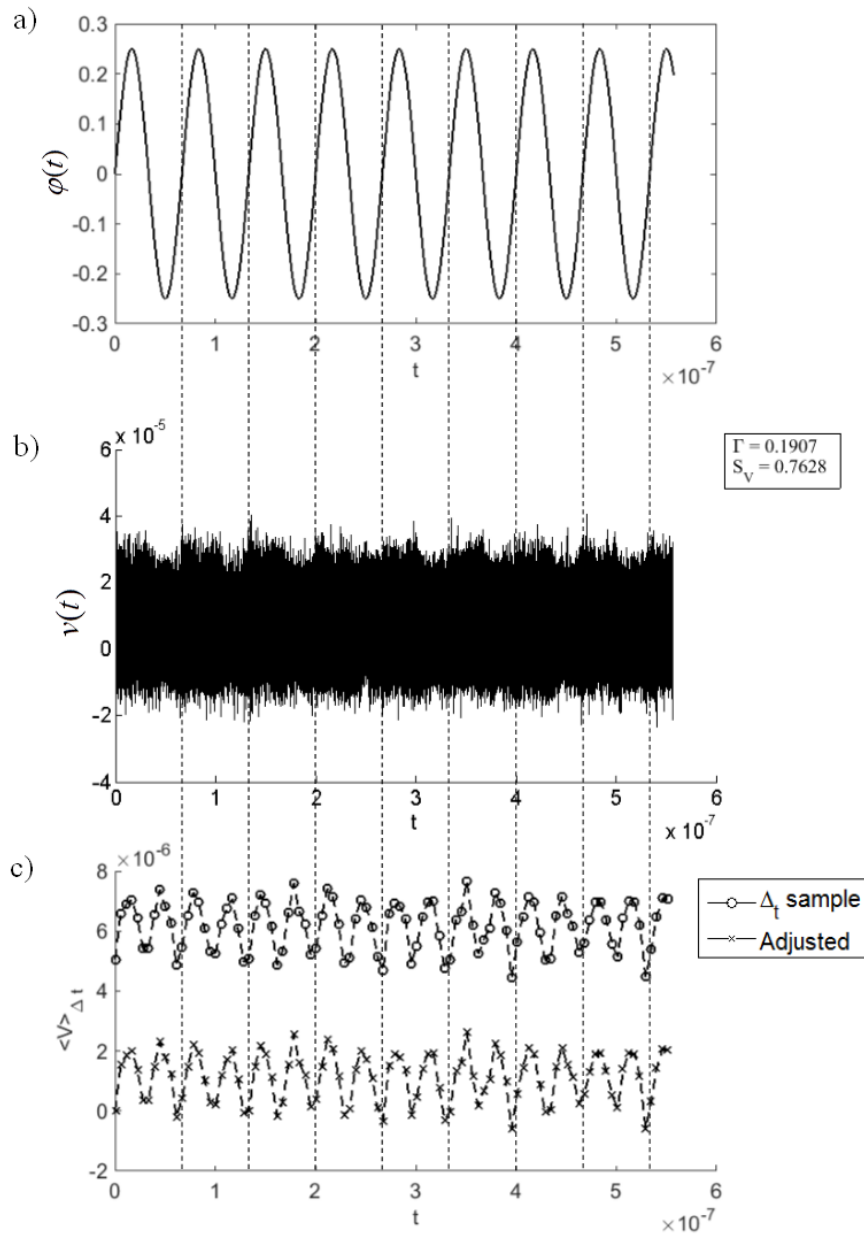 a)
0.3
0.2
0.1
0
-0.1
-0.2
-0.3
φ(t)
0 1 2 3 4 5 6
t
×10⁻⁷
b)
x 10⁻⁵
6
4
2
0
-2
-4
v(t)
0 1 2 3 4 5 6
t
x 10⁻⁷
Γ = 0.1907
S_V = 0.7628
c)
×10⁻⁶
8
6
4
2
0
-2
<V>_Δ t
0 1 2 3 4 5 6
t
×10⁻⁷
Δ_t sample
Adjusted